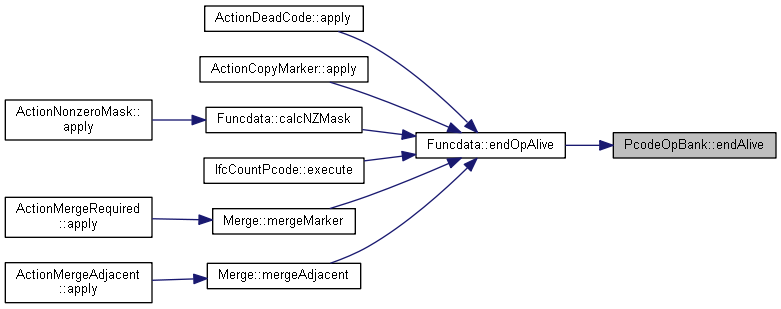 ActionDeadCode::apply
ActionCopyMarker::apply
ActionNonzeroMask::
apply
Funcdata::calcNZMask
Funcdata::endOpAlive
PcodeOpBank::endAlive
IfcCountPcode::execute
ActionMergeRequired
::apply
Merge::mergeMarker
ActionMergeAdjacent
::apply
Merge::mergeAdjacent